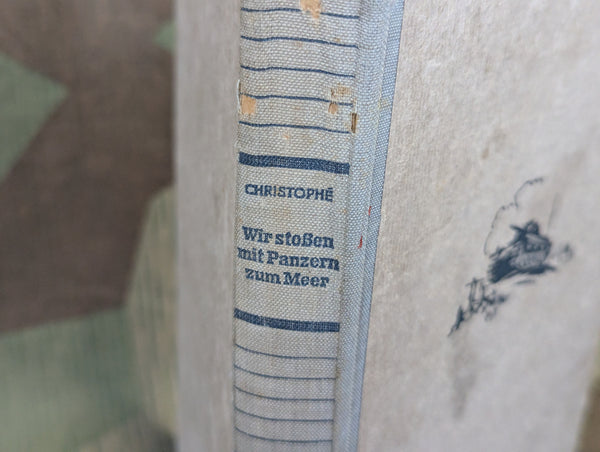 CHRISTOPHÉ
Wir stoßen
mit Panzern
zum Meer